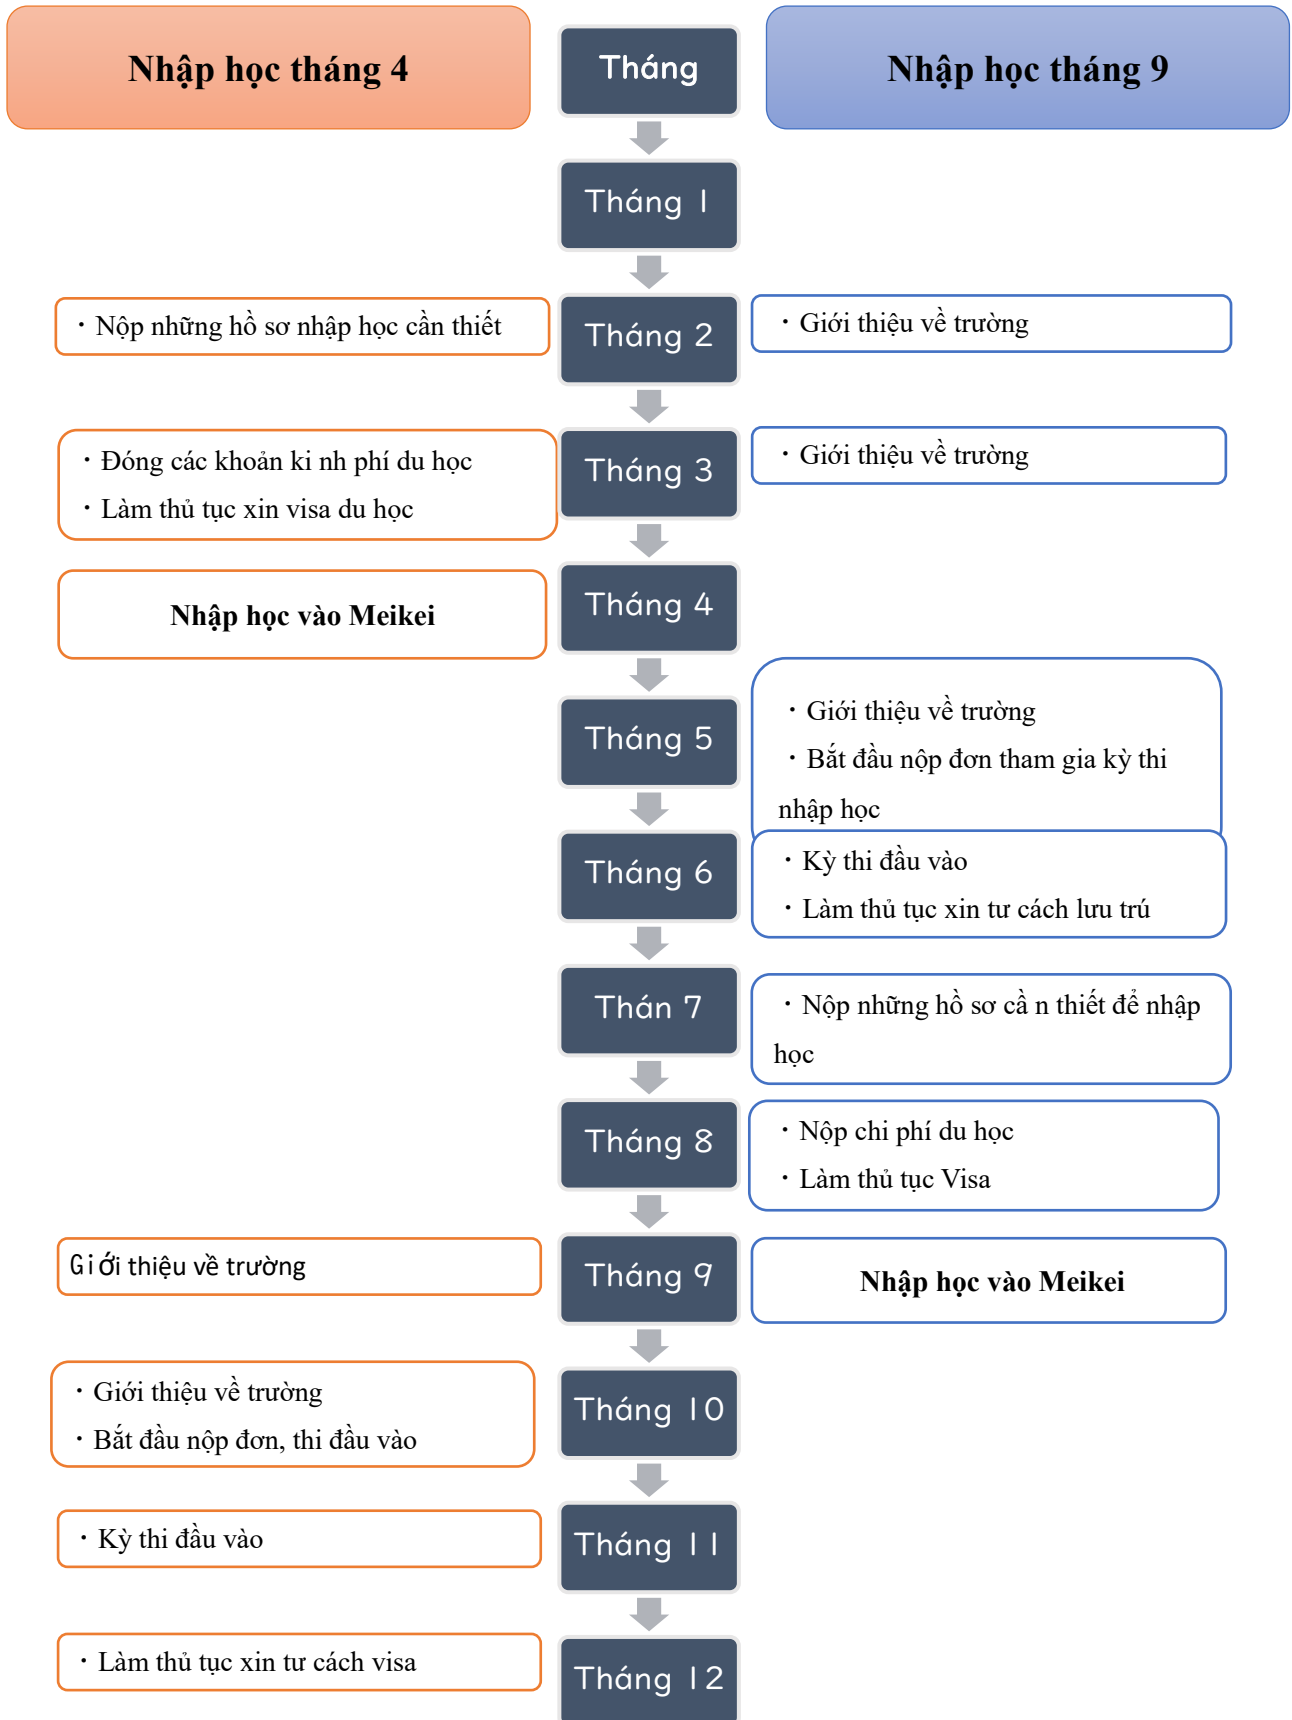 Nhập học tháng 4
Tháng
Nhập học tháng 9
Tháng 1
・Nộp những hồ sơ nhập học cần thiết
Tháng 2
・Giới thiệu về trường
・Đóng các khoản ki nh phí du học
・Làm thủ tục xin visa du học
Tháng 3
・Giới thiệu về trường
Nhập học vào Meikei
Tháng 4
Tháng 5
・Giới thiệu về trường
・Bắt đầu nộp đơn tham gia kỳ thi
nhập học
Tháng 6
・Kỳ thi đầu vào
・Làm thủ tục xin tư cách lưu trú
Thán 7
・Nộp những hồ sơ cầ n thiết để nhập
học
Tháng 8
・Nộp chi phí du học
・Làm thủ tục Visa
Giới thiệu về trường
Tháng 9
Nhập học vào Meikei
・Giới thiệu về trường
・Bắt đầu nộp đơn, thi đầu vào
Tháng 10
・Kỳ thi đầu vào
Tháng 11
・Làm thủ tục xin tư cách visa
Tháng 12